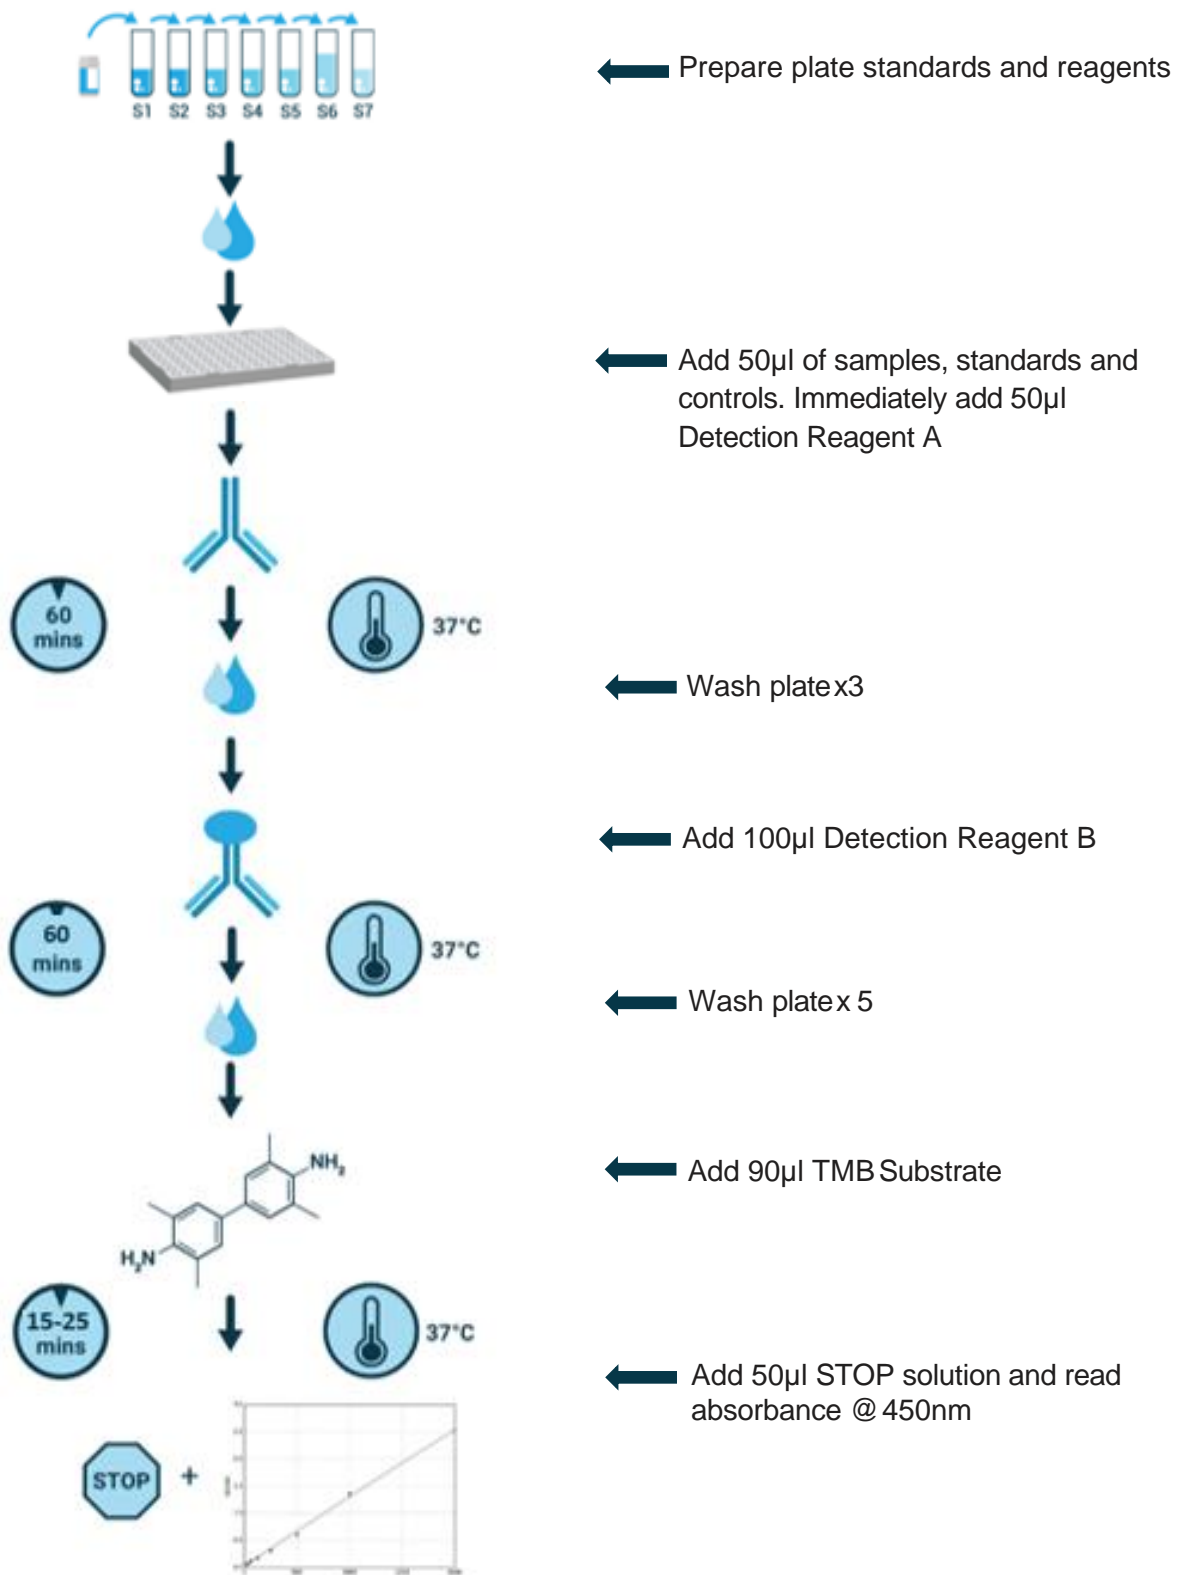 S1 S2 S3 S4 S5 S6 S7
Prepare plate standards and reagents
Add 50µl of samples, standards and
controls. Immediately add 50µl
Detection Reagent A
60
mins
37°C
Wash plate x3
Add 100µl Detection Reagent B
60
mins
37°C
Wash plate x 5
NH₂
H₂N
Add 90µl TMB Substrate
15-25
mins
37°C
Add 50µl STOP solution and read
absorbance @ 450nm
STOP +